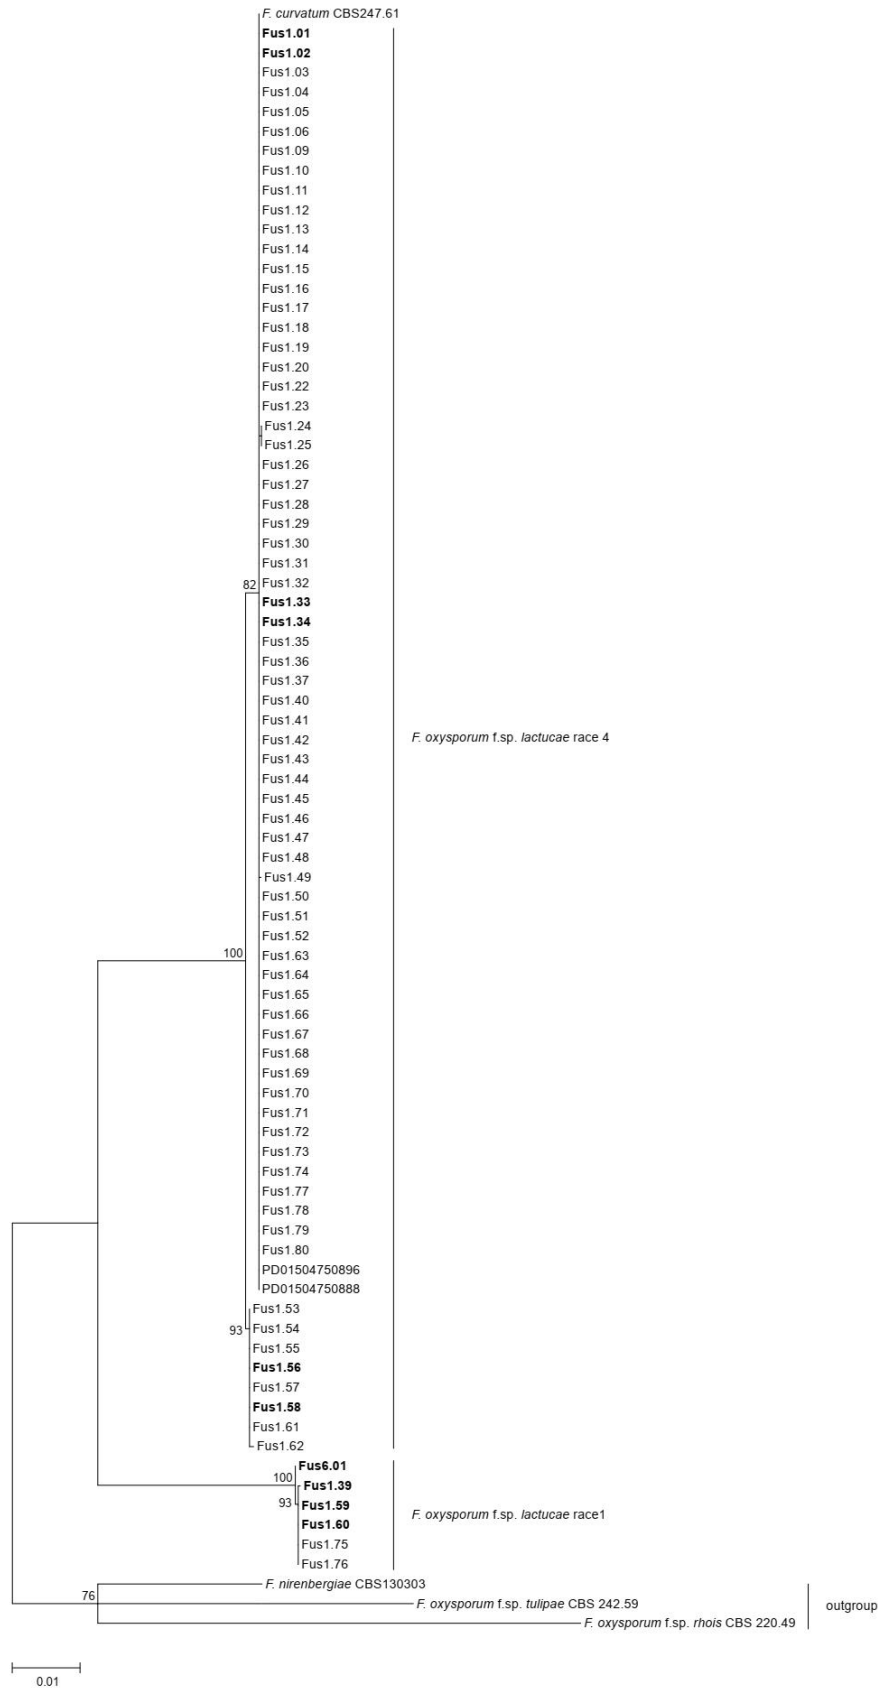 F. curvatum CBS247.61
Fus1.01
Fus1.02
Fus1.03
Fus1.04
Fus1.05
Fus1.06
Fus1.09
Fus1.10
Fus1.11
Fus1.12
Fus1.13
Fus1.14
Fus1.15
Fus1.16
Fus1.17
Fus1.18
Fus1.19
Fus1.20
Fus1.22
Fus1.23
Fus1.24
Fus1.25
Fus1.26
Fus1.27
Fus1.28
Fus1.29
Fus1.30
Fus1.31
Fus1.32
82
Fus1.33
Fus1.34
Fus1.35
Fus1.36
Fus1.37
Fus1.40
Fus1.41
Fus1.42
F. oxysporum f.sp. lactucae race 4
Fus1.43
Fus1.44
Fus1.45
Fus1.46
Fus1.47
Fus1.48
Fus1.49
Fus1.50
Fus1.51
Fus1.52
100
Fus1.63
Fus1.64
Fus1.65
Fus1.66
Fus1.67
Fus1.68
Fus1.69
Fus1.70
Fus1.71
Fus1.72
Fus1.73
Fus1.74
Fus1.77
Fus1.78
Fus1.79
Fus1.80
PD01504750896
PD01504750888
Fus1.53
93
Fus1.54
Fus1.55
Fus1.56
Fus1.57
Fus1.58
Fus1.61
Fus1.62
Fus6.01
100
Fus1.39
93
Fus1.59
F. oxysporum f.sp. lactucae race1
Fus1.60
Fus1.75
Fus1.76
F. nirenbergiae CBS130303
76
F. oxysporum f.sp. tulipae CBS 242.59
outgroup
F. oxysporum f.sp. rhois CBS 220.49
0.01